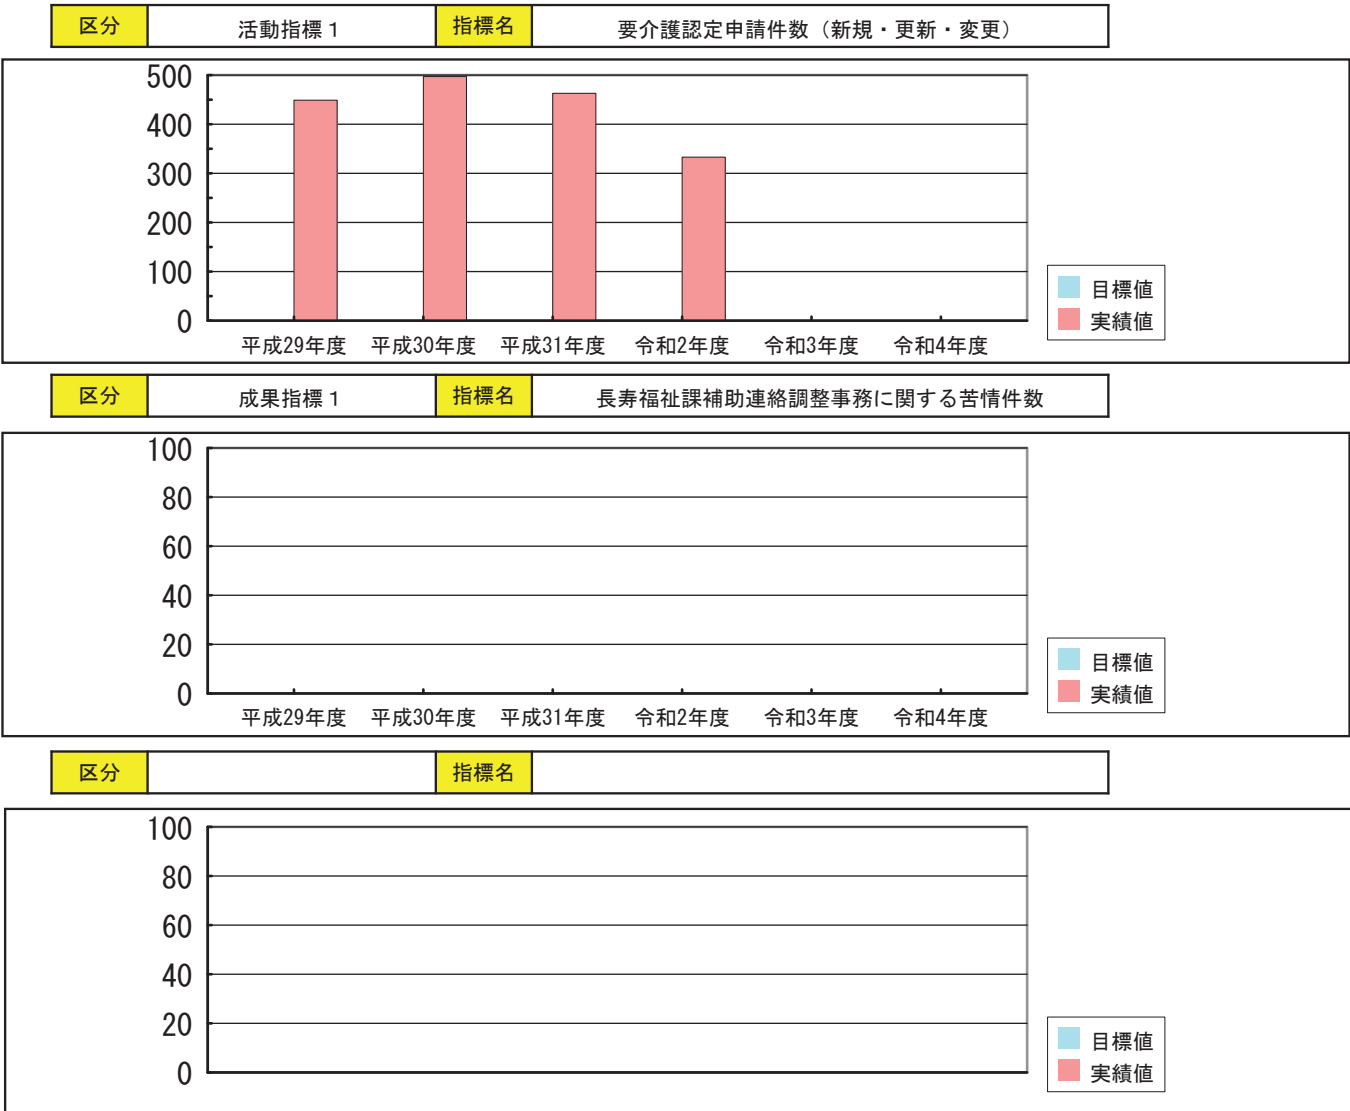 区分 活動指標１ 指標名 要介護認定申請件数（新規・更新・変更）
500
400
300
200
100
0
平成29年度 平成30年度 平成31年度 令和2年度 令和3年度 令和4年度
目標値
実績値
区分 成果指標１ 指標名 長寿福祉課補助連絡調整事務に関する苦情件数
100
80
60
40
20
0
平成29年度 平成30年度 平成31年度 令和2年度 令和3年度 令和4年度
目標値
実績値
区分 指標名
100
80
60
40
20
0
目標値
実績値